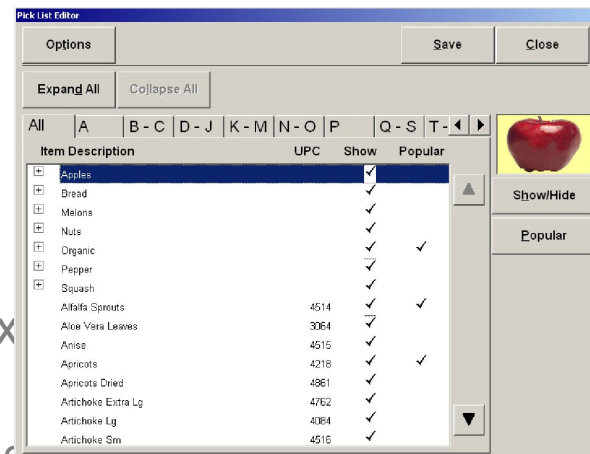 Pick List Editor
Options Save Close
Expand All Collapse All
All A B - C D - J K - M N - O P Q - S T -
Item Description UPC Show Popular
Apples
Bread
Melons
Nuts
Organic
Pepper
Squash
Alfalfa Sprouts 4514
Aloe Vera Leaves 3064
Anise 4515
Apricots 4218
Apricots Dried 4861
Artichoke Extra Lg 4762
Artichoke Lg 4084
Artichoke Sm 4516
Show/Hide
Popular